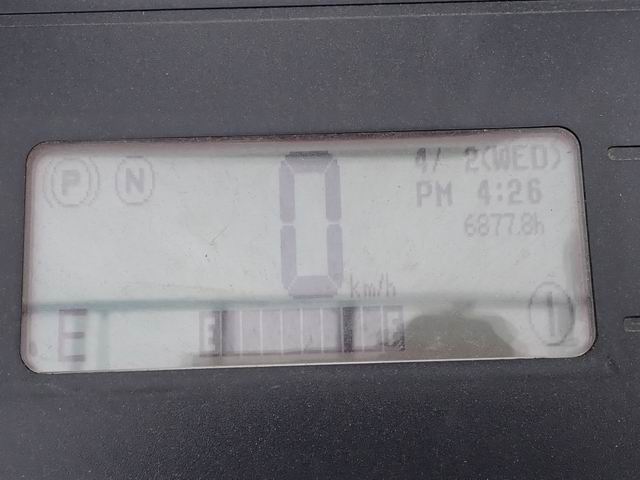 P N 4/ 2(WED)
PM 4:26
6877.8h
0 km/h
E E F